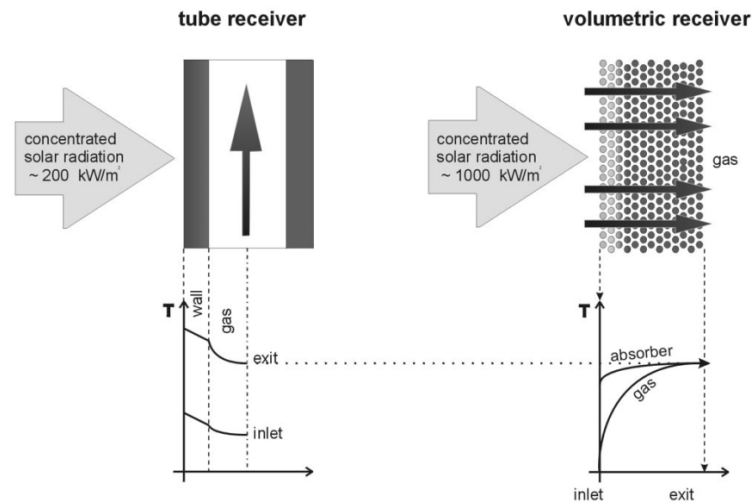 tube receiver
volumetric receiver
concentrated
solar radiation
~ 200 kW/m²
concentrated
solar radiation
~ 1000 kW/m²
gas
T
wall
gas
exit
inlet
T
absorber
gas
inlet
exit